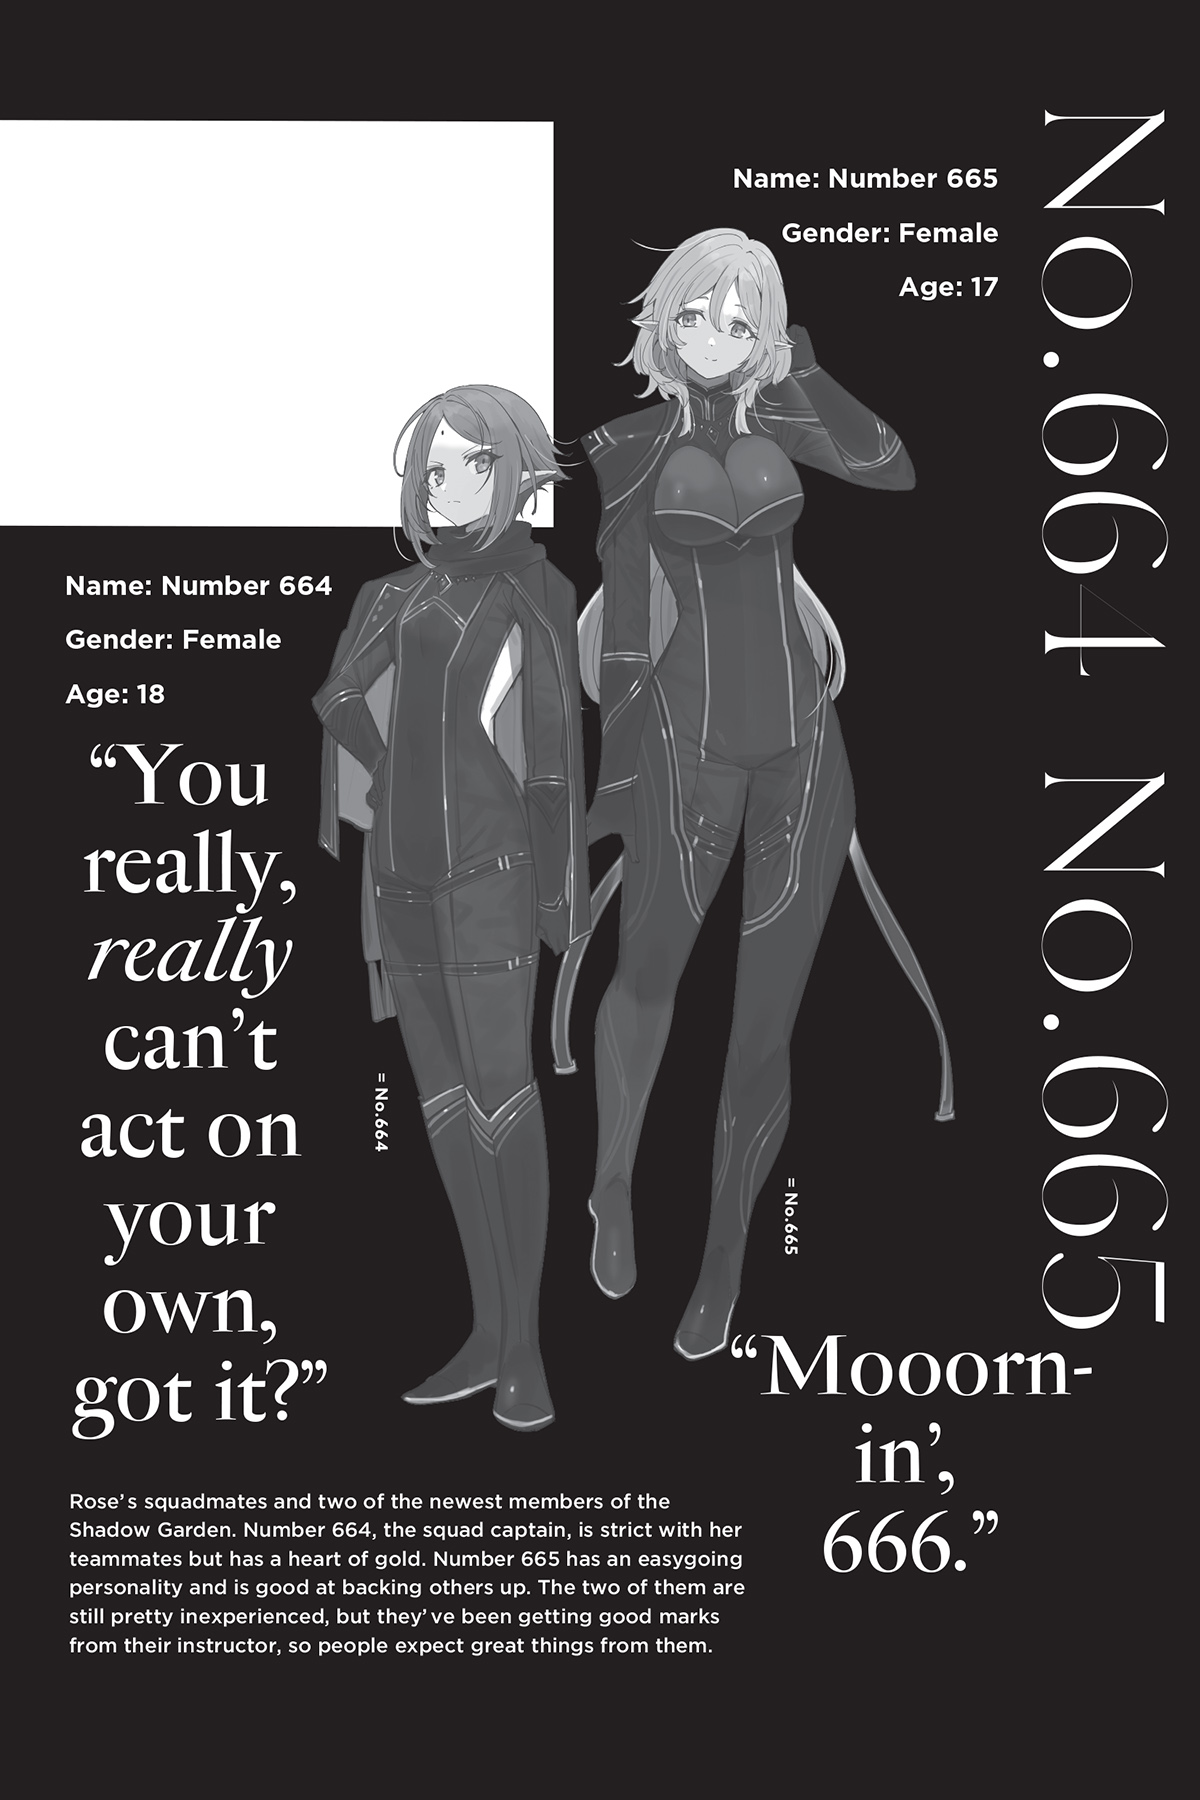 No.664 No.665
Name: Number 665
Gender: Female
Age: 17
Name: Number 664
Gender: Female
Age: 18
“You
really,
really
can’t
act on
your
own,
got it?”
= No.664
= No.665
“Mooorn-
in’,
666.”
Rose’s squadmates and two of the newest members of the
Shadow Garden. Number 664, the squad captain, is strict with her
teammates but has a heart of gold. Number 665 has an easygoing
personality and is good at backing others up. The two of them are
still pretty inexperienced, but they’ve been getting good marks
from their instructor, so people expect great things from them.